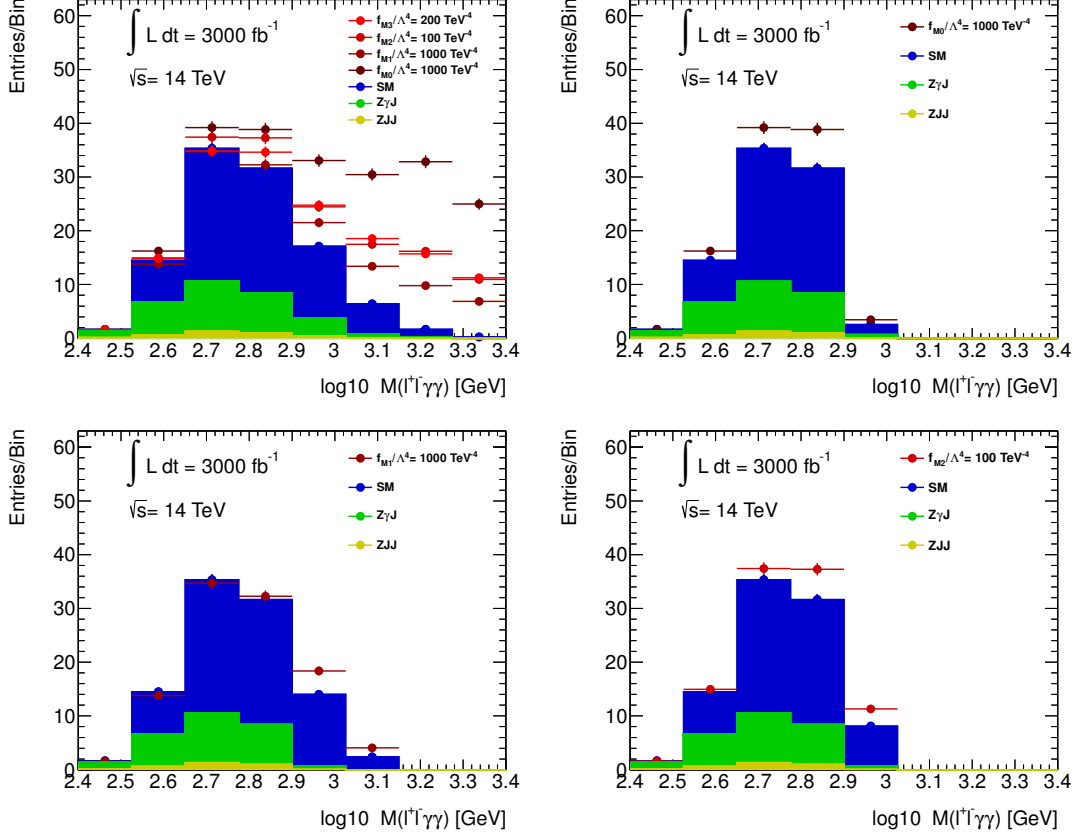 Entries/Bin
60
50
40
30
20
10
0
∫ L dt = 3000 fb⁻¹
√s= 14 TeV
f_M3/Λ⁴= 200 TeV⁻⁴
f_M2/Λ⁴= 100 TeV⁻⁴
f_M1/Λ⁴= 1000 TeV⁻⁴
f_M0/Λ⁴= 1000 TeV⁻⁴
SM
ZγJ
ZJJ
2.4 2.5 2.6 2.7 2.8 2.9 3 3.1 3.2 3.3 3.4
log10 M(l⁺l⁻γγ) [GeV]
Entries/Bin
60
50
40
30
20
10
0
∫ L dt = 3000 fb⁻¹
√s= 14 TeV
f_M0/Λ⁴= 1000 TeV⁻⁴
SM
ZγJ
ZJJ
2.4 2.5 2.6 2.7 2.8 2.9 3 3.1 3.2 3.3 3.4
log10 M(l⁺l⁻γγ) [GeV]
Entries/Bin
60
50
40
30
20
10
0
∫ L dt = 3000 fb⁻¹
√s= 14 TeV
f_M1/Λ⁴= 1000 TeV⁻⁴
SM
ZγJ
ZJJ
2.4 2.5 2.6 2.7 2.8 2.9 3 3.1 3.2 3.3 3.4
log10 M(l⁺l⁻γγ) [GeV]
Entries/Bin
60
50
40
30
20
10
0
∫ L dt = 3000 fb⁻¹
√s= 14 TeV
f_M2/Λ⁴= 100 TeV⁻⁴
SM
ZγJ
ZJJ
2.4 2.5 2.6 2.7 2.8 2.9 3 3.1 3.2 3.3 3.4
log10 M(l⁺l⁻γγ) [GeV]